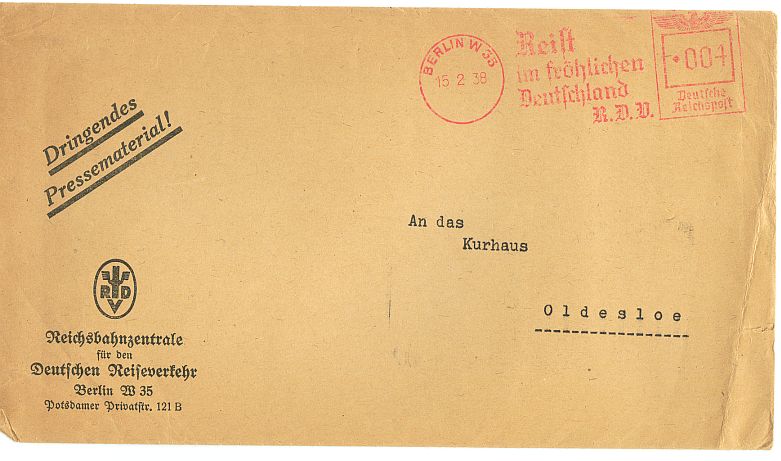 BERLIN W 35
15 2 38
Reist
im fröhlichen
Deutschland
R.D.V.
004
Deutsche
Reichspost
Dringendes
Pressematerial!
An das
Kurhaus
Oldesloe
RDV
Reichsbahnzentrale
für den
Deutschen Reiseverkehr
Berlin W 35
Potsdamer Privatstr. 121 B